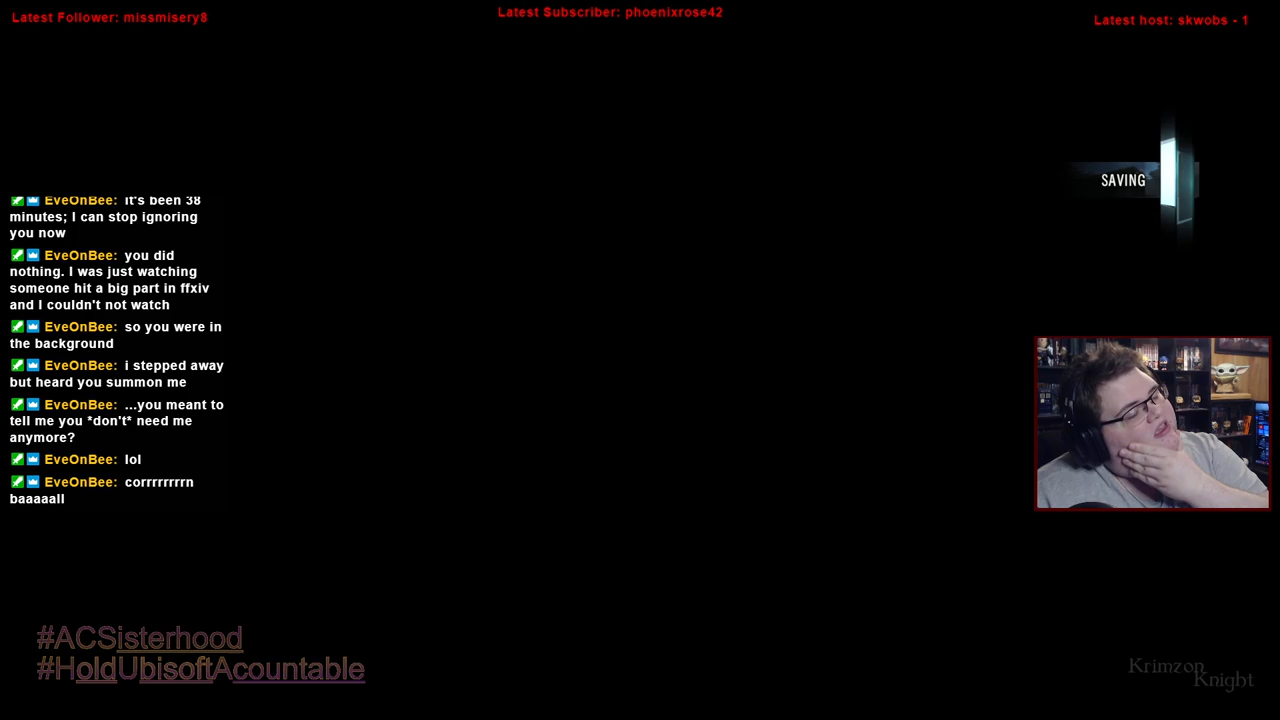 Latest Follower: missmisery8
Latest Subscriber: phoenixrose42
Latest host: skwobs - 1
SAVING
EveOnBee: it's been 38
minutes; I can stop ignoring
you now
EveOnBee: you did
nothing. I was just watching
someone hit a big part in ffxiv
and I couldn't not watch
EveOnBee: so you were in
the background
EveOnBee: i stepped away
but heard you summon me
EveOnBee: ...you meant to
tell me you *don't* need me
anymore?
EveOnBee: lol
EveOnBee: corrrrrrrrn
baaaaall
#ACSisterhood
#HoldUbisoftAcountable
Krimzon
Knight